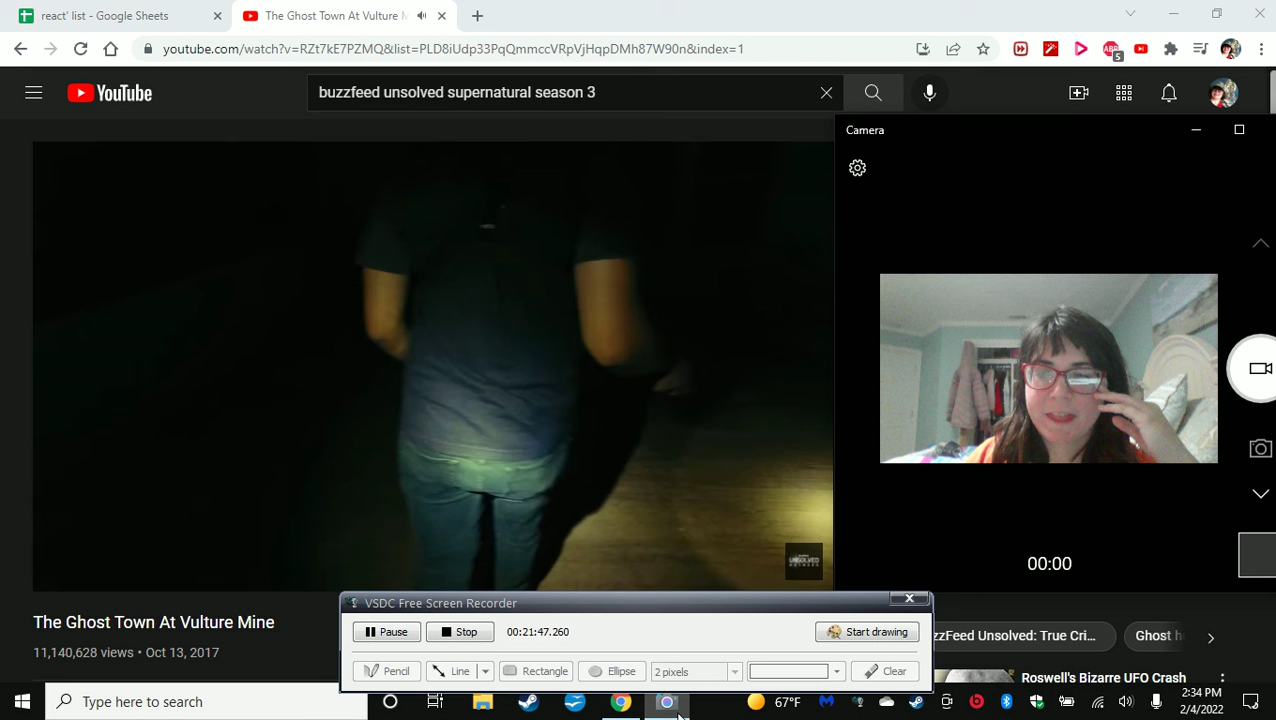 react' list - Google Sheets
The Ghost Town At Vulture M
youtube.com/watch?v=RZt7kE7PZMQ&list=PLD8iUdp33PqQmmccVRpVjHqpDMh87W90n&index=1
ABP
5
YouTube
buzzfeed unsolved supernatural season 3
Camera
UNSOLVED
NETWORK
00:00
The Ghost Town At Vulture Mine
11,140,628 views • Oct 13, 2017
VSDC Free Screen Recorder
Pause
Stop
00:21:47.260
Start drawing
Pencil
Line
Rectangle
Ellipse
2 pixels
Clear
zzFeed Unsolved: True Cri...
Ghost h
Roswell's Bizarre UFO Crash
Type here to search
67°F
2:34 PM
2/4/2022